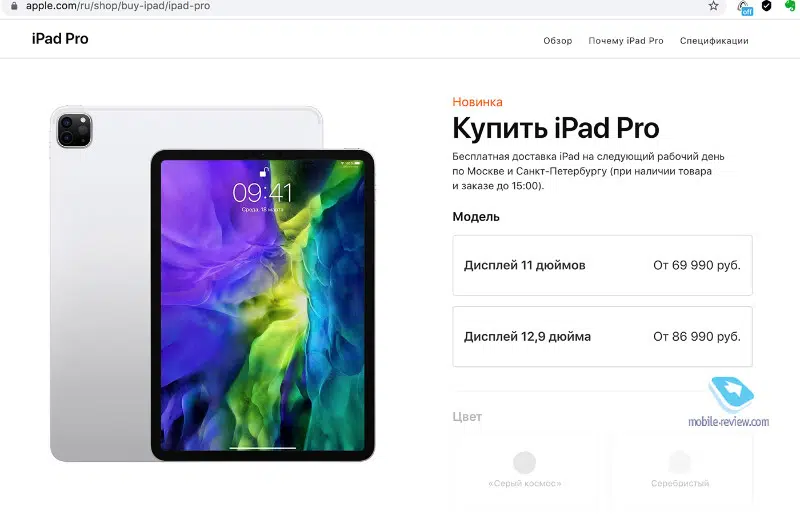 apple.com/ru/shop/buy-ipad/ipad-pro
off
iPad Pro
Обзор Почему iPad Pro Спецификации
Новинка
Купить iPad Pro
Бесплатная доставка iPad на следующий рабочий день
по Москве и Санкт-Петербургу (при наличии товара
и заказе до 15:00).
Модель
Дисплей 11 дюймов От 69 990 руб.
Дисплей 12,9 дюйма От 86 990 руб.
Цвет
«Серый космос» Серебристый
09:41
Среда, 18 марта
mobile-review.com